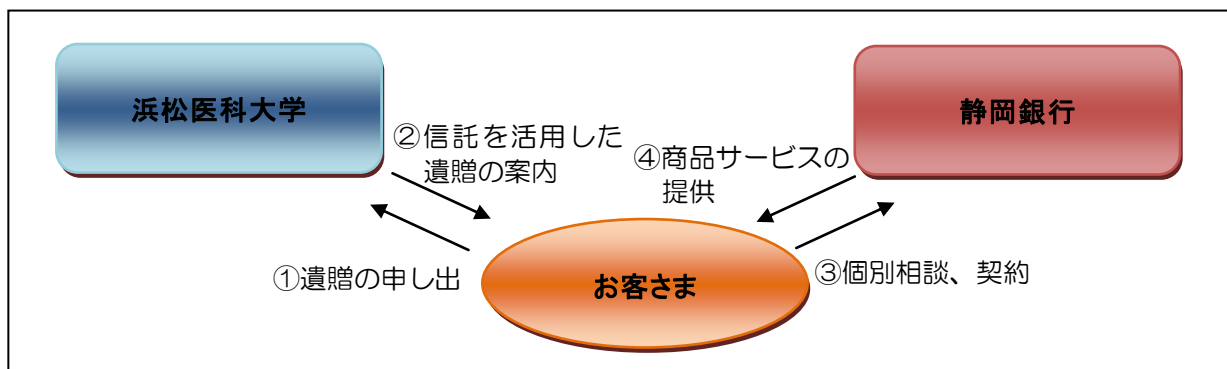 浜松医科大学
静岡銀行
②信託を活用した
遺贈の案内
④商品サービスの
提供
①遺贈の申し出
お客さま
③個別相談、契約